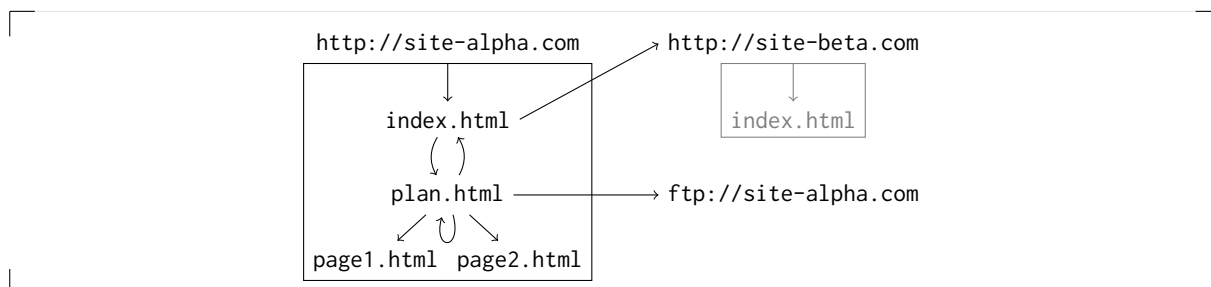 http://site-alpha.com http://site-beta.com
index.html index.html
plan.html ftp://site-alpha.com
page1.html page2.html